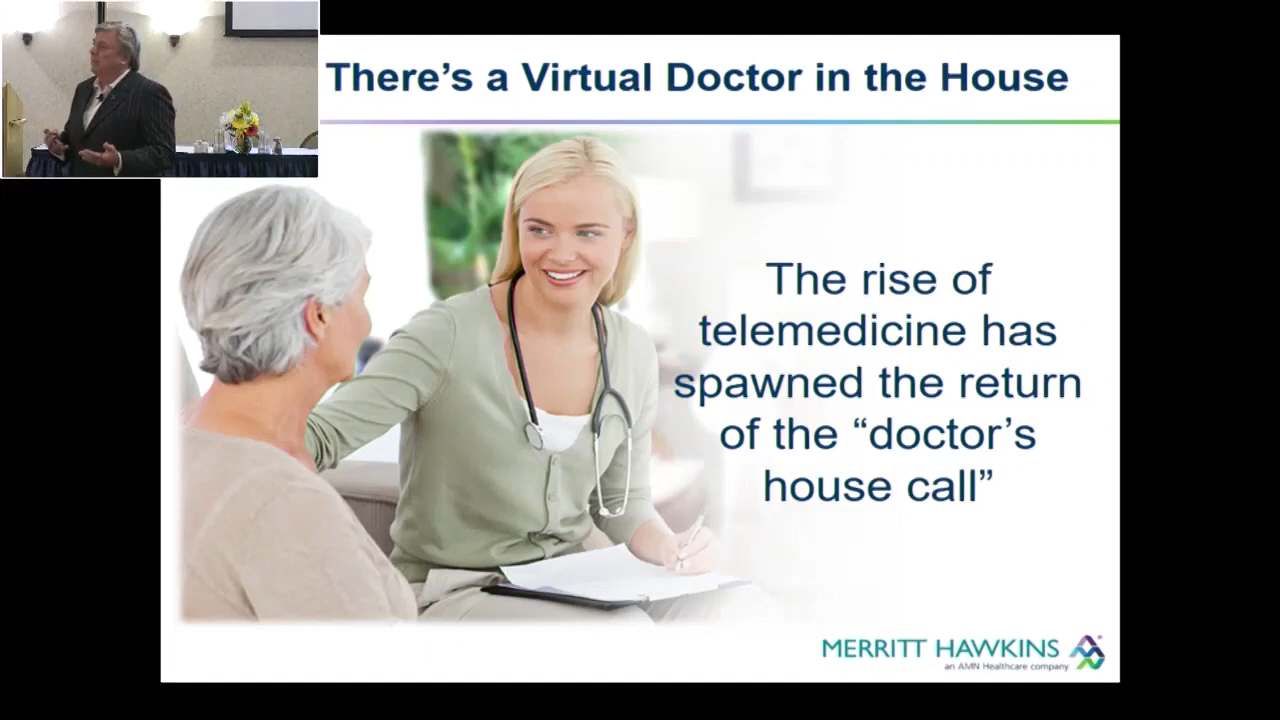 There's a Virtual Doctor in the House
The rise of
telemedicine has
spawned the return
of the “doctor's
house call”
MERRITT HAWKINS
an AMN Healthcare company